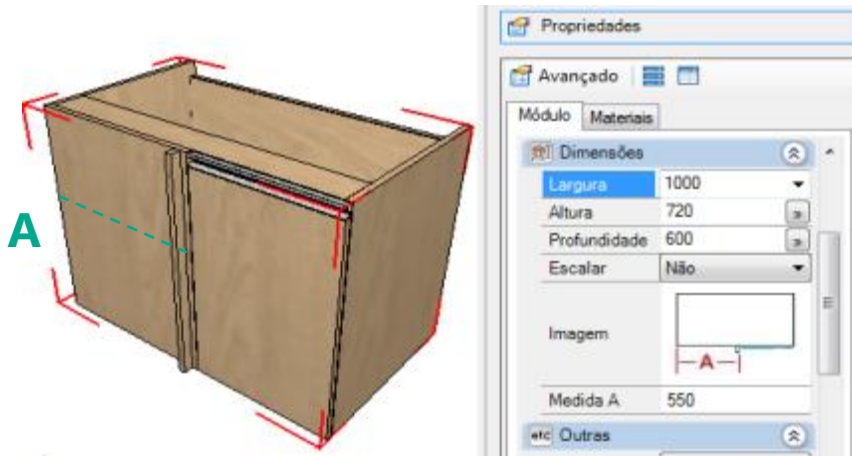 Propriedades
Avançado
Módulo Materiais
Dimensões
Largura 1000
Altura 720
Profundidade 600
Escalar Não
Imagem
A
Medida A 550
etc Outras
A